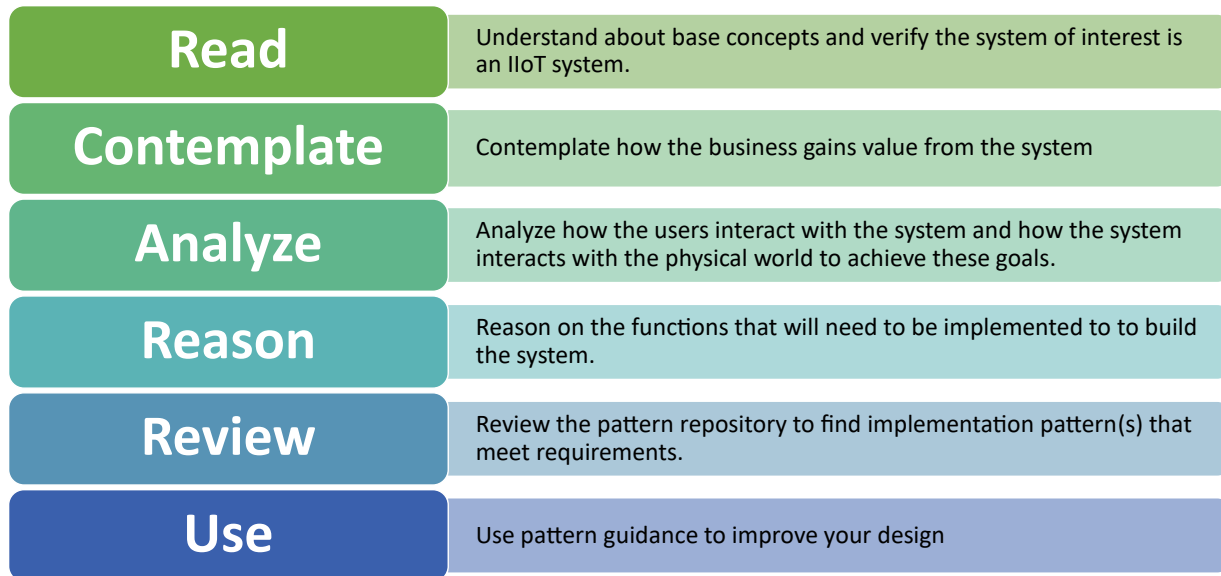 Read
Understand about base concepts and verify the system of interest is
an IIoT system.
Contemplate
Contemplate how the business gains value from the system
Analyze
Analyze how the users interact with the system and how the system
interacts with the physical world to achieve these goals.
Reason
Reason on the functions that will need to be implemented to to build
the system.
Review
Review the pattern repository to find implementation pattern(s) that
meet requirements.
Use
Use pattern guidance to improve your design